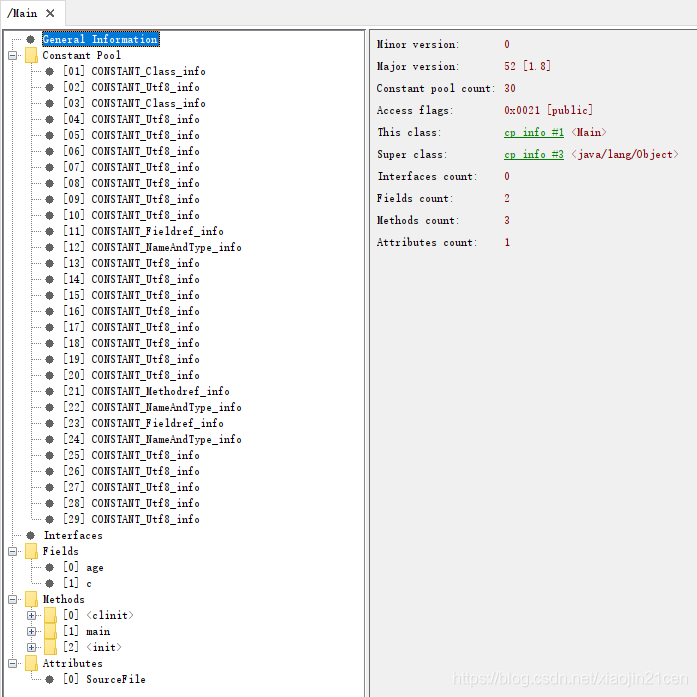 /Main
General Information
Constant Pool
[01] CONSTANT_Class_info
[02] CONSTANT_Utf8_info
[03] CONSTANT_Class_info
[04] CONSTANT_Utf8_info
[05] CONSTANT_Utf8_info
[06] CONSTANT_Utf8_info
[07] CONSTANT_Utf8_info
[08] CONSTANT_Utf8_info
[09] CONSTANT_Utf8_info
[10] CONSTANT_Utf8_info
[11] CONSTANT_Fieldref_info
[12] CONSTANT_NameAndType_info
[13] CONSTANT_Utf8_info
[14] CONSTANT_Utf8_info
[15] CONSTANT_Utf8_info
[16] CONSTANT_Utf8_info
[17] CONSTANT_Utf8_info
[18] CONSTANT_Utf8_info
[19] CONSTANT_Utf8_info
[20] CONSTANT_Utf8_info
[21] CONSTANT_Methodref_info
[22] CONSTANT_NameAndType_info
[23] CONSTANT_Fieldref_info
[24] CONSTANT_NameAndType_info
[25] CONSTANT_Utf8_info
[26] CONSTANT_Utf8_info
[27] CONSTANT_Utf8_info
[28] CONSTANT_Utf8_info
[29] CONSTANT_Utf8_info
Interfaces
Fields
[0] age
[1] c
Methods
[0] <clinit>
[1] main
[2] <init>
Attributes
[0] SourceFile
Minor version: 0
Major version: 52 [1.8]
Constant pool count: 30
Access flags: 0x0021 [public]
This class: cp info #1 <Main>
Super class: cp info #3 <java/lang/Object>
Interfaces count: 0
Fields count: 2
Methods count: 3
Attributes count: 1
https://blog.csdn.net/xiaojin21cen